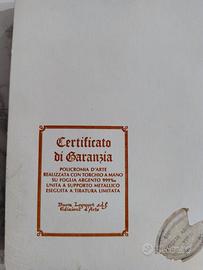 Certificato
di Garanzia
POLICROMIA D'ARTE
REALIZZATA CON TORCHIO A MANO
SU FOGLIA ARGENTO 999‰
UNITA A SUPPORTO METALLICO
ESEGUITA A TIRATURA LIMITATA
Edizioni d'Arte